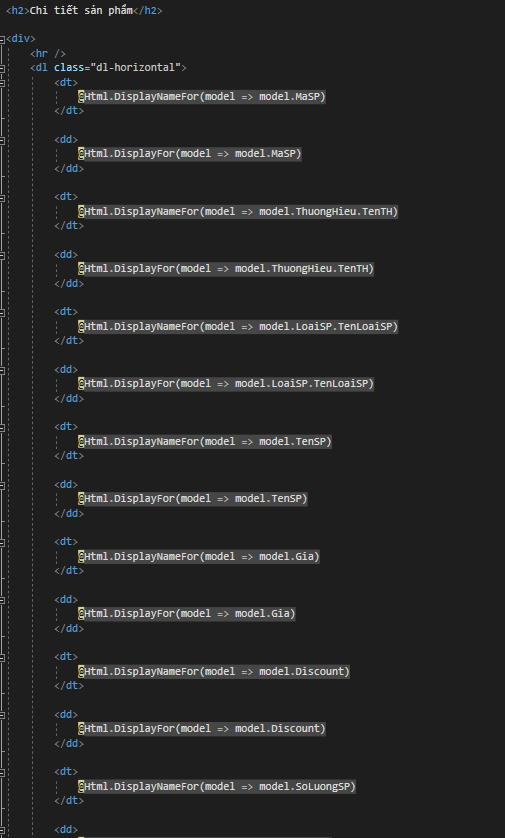 <h2>Chi tiết sản phẩm</h2>
<div>
<hr />
<dl class="dl-horizontal">
<dt>
@Html.DisplayNameFor(model => model.MaSP)
</dt>
<dd>
@Html.DisplayFor(model => model.MaSP)
</dd>
<dt>
@Html.DisplayNameFor(model => model.ThuongHieu.TenTH)
</dt>
<dd>
@Html.DisplayFor(model => model.ThuongHieu.TenTH)
</dd>
<dt>
@Html.DisplayNameFor(model => model.LoaiSP.TenLoaiSP)
</dt>
<dd>
@Html.DisplayFor(model => model.LoaiSP.TenLoaiSP)
</dd>
<dt>
@Html.DisplayNameFor(model => model.TenSP)
</dt>
<dd>
@Html.DisplayFor(model => model.TenSP)
</dd>
<dt>
@Html.DisplayNameFor(model => model.Gia)
</dt>
<dd>
@Html.DisplayFor(model => model.Gia)
</dd>
<dt>
@Html.DisplayNameFor(model => model.Discount)
</dt>
<dd>
@Html.DisplayFor(model => model.Discount)
</dd>
<dt>
@Html.DisplayNameFor(model => model.SoLuongSP)
</dt>
<dd>